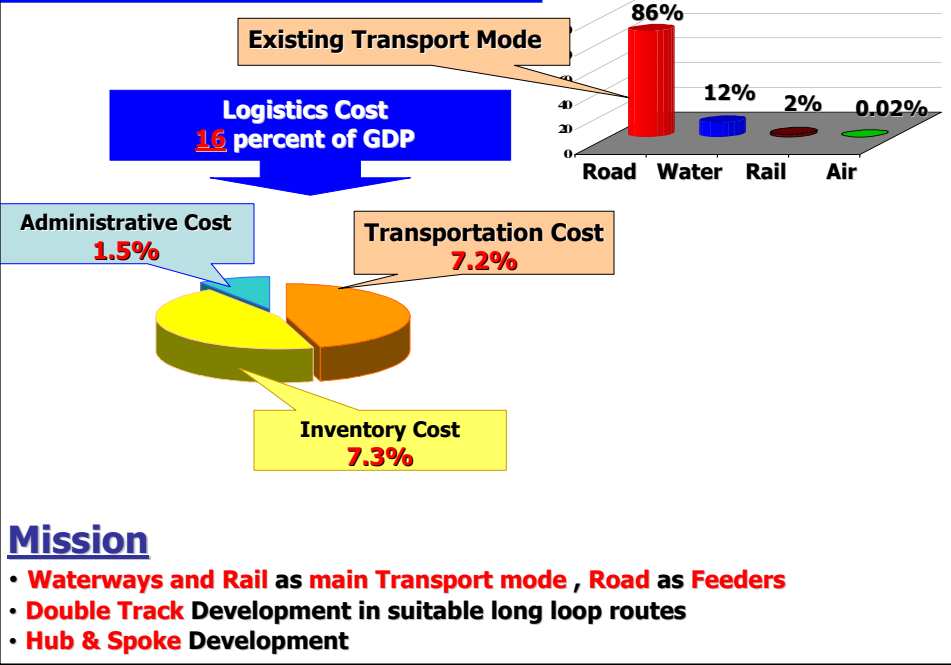 Existing Transport Mode
86%
12%
2%
0.02%
60
40
20
0
Road Water Rail Air
Logistics Cost
16 percent of GDP
Administrative Cost
1.5%
Transportation Cost
7.2%
Inventory Cost
7.3%
Mission
• Waterways and Rail as main Transport mode , Road as Feeders
• Double Track Development in suitable long loop routes
• Hub & Spoke Development